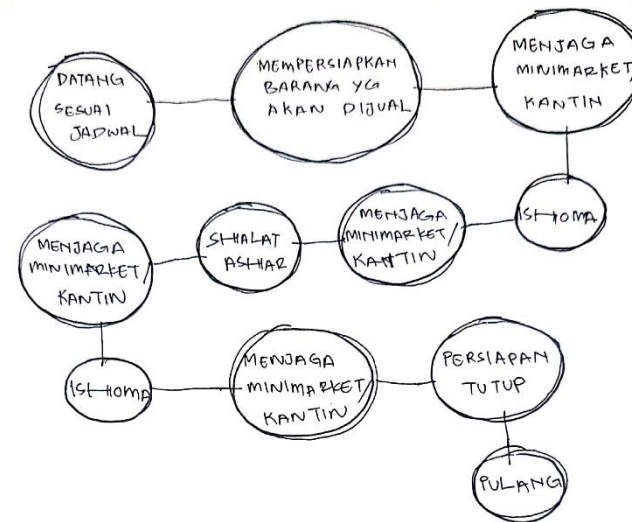 DATANG
SESUAI
JADWAL
MEMPERSIAPKAN
BARANG YG
AKAN DIJUAL
MENJAGA
MINIMARKET/
KANTIN
ISHOMA
MENJAGA
MINIMARKET/
KANTIN
SHALAT
ASHAR
MENJAGA
MINIMARKET/
KANTIN
ISHOMA
MENJAGA
MINIMARKET/
KANTIN
PERSIAPAN
TUTUP
PULANG